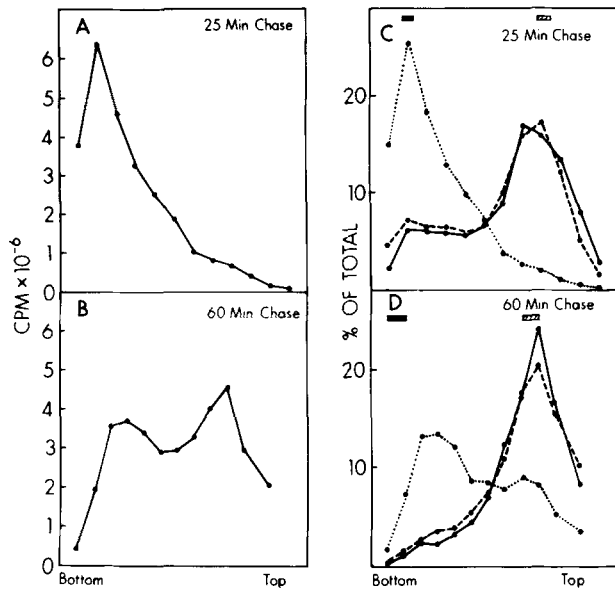 A
25 Min Chase
6
5
4
3
2
1
0
CPM × 10⁻⁶
B
60 Min Chase
6
5
4
3
2
1
0
Bottom
Top
C
25 Min Chase
20
10
% OF TOTAL
D
60 Min Chase
20
10
Bottom
Top